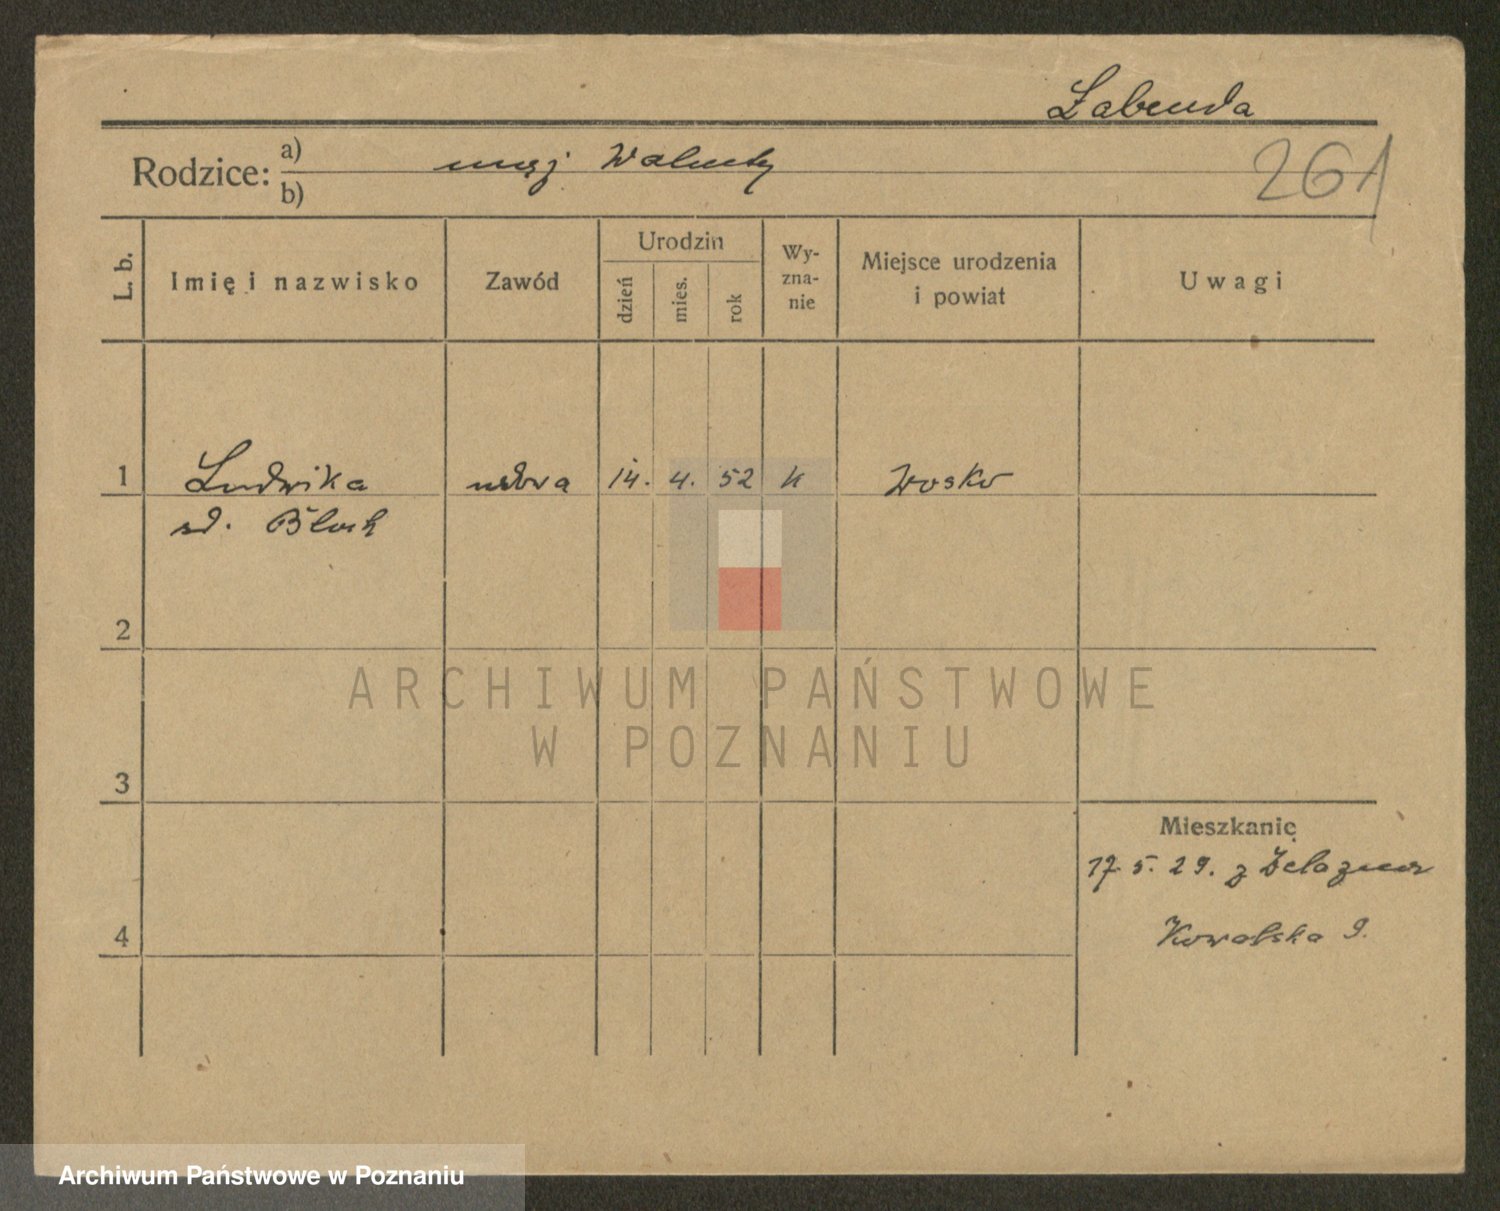 Łabenda
Rodzice: a) mąż Walenty
b)
261
L. b. Imię i nazwisko Zawód Urodzin dzień mies. rok Wy-zna-nie Miejsce urodzenia i powiat Uwagi
1 Ludwika wdowa 14. 4. 52 k
zd. Bloch
2
ARCHIWUM PAŃSTWOWE
W POZNANIU
3
Mieszkanie
17. 5. 29. z
4 Kowalska 9.
Archiwum Państwowe w Poznaniu